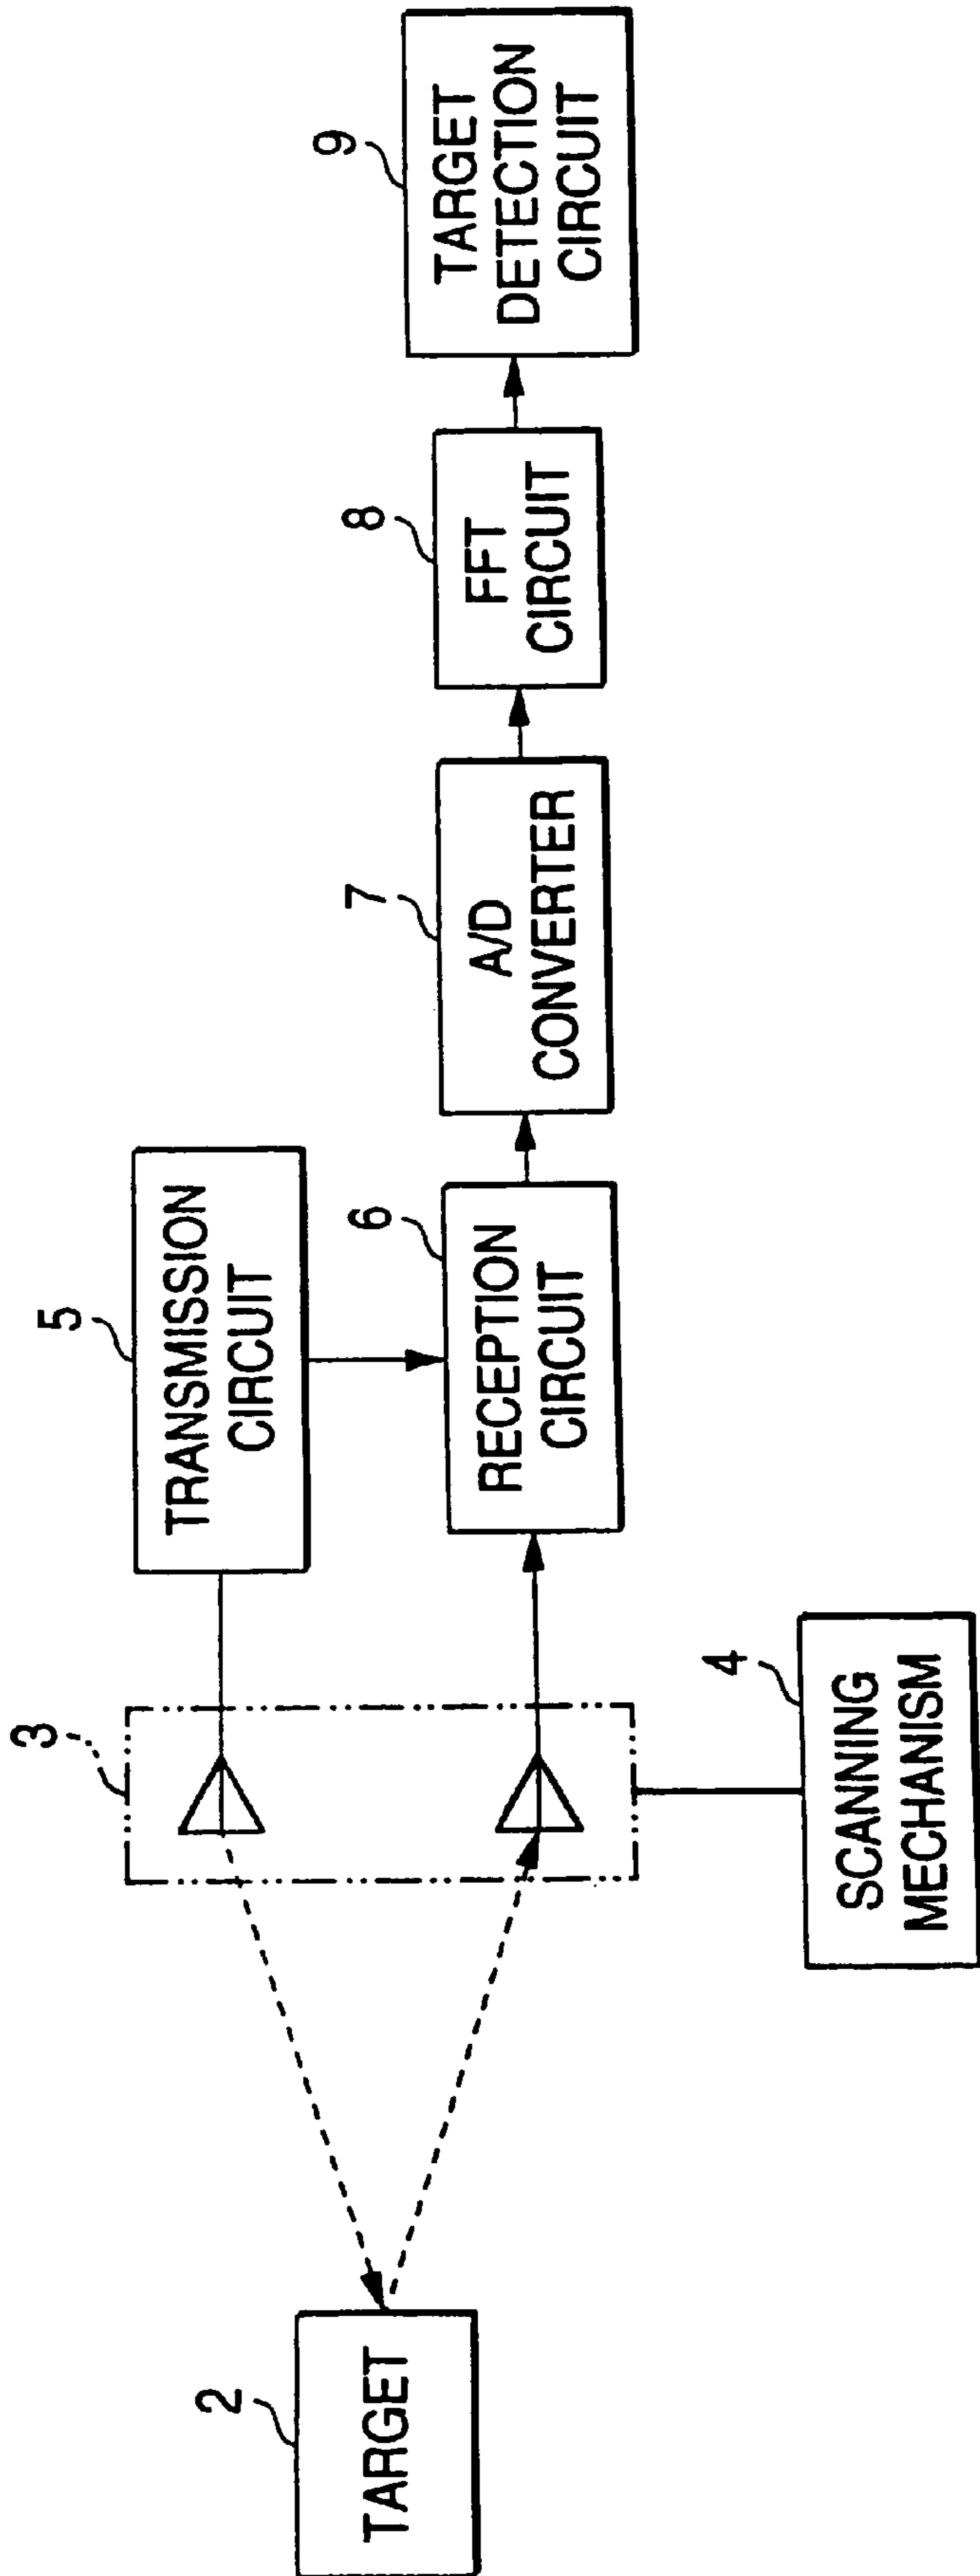 2
TARGET
3
4
SCANNING
MECHANISM
5
TRANSMISSION
CIRCUIT
6
RECEPTION
CIRCUIT
7
A/D
CONVERTER
8
FFT
CIRCUIT
9
TARGET
DETECTION
CIRCUIT